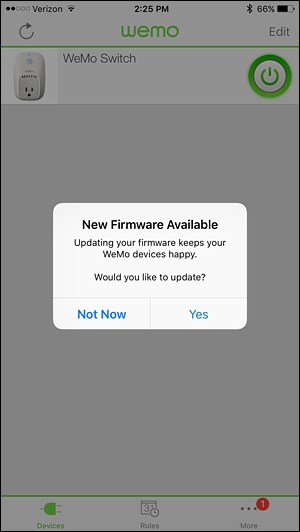 Verizon 2:25 PM 66%
wemo Edit
WeMo Switch
New Firmware Available
Updating your firmware keeps your
WeMo devices happy.
Would you like to update?
Not Now Yes
1
Devices Rules More